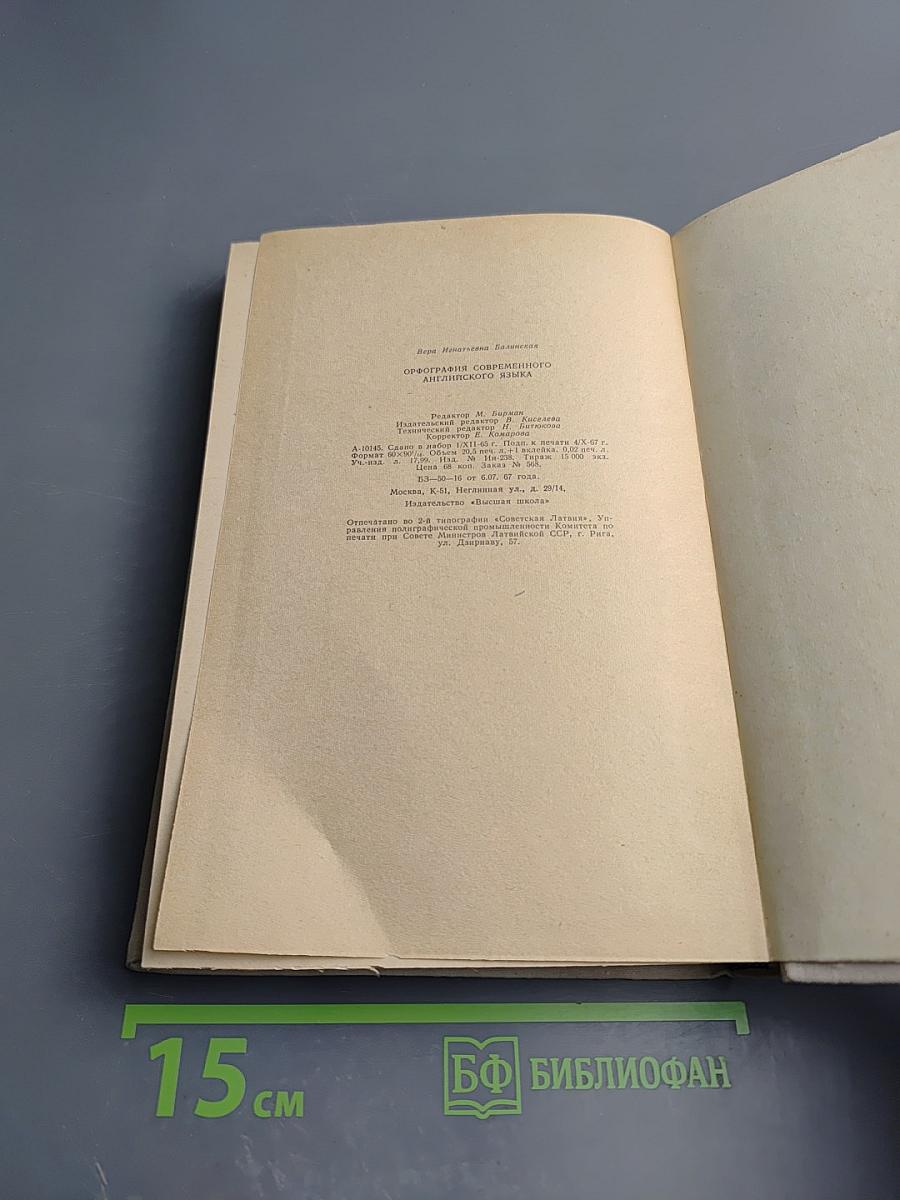 Вера Игнатьевна Балинская
ОРФОГРАФИЯ СОВРЕМЕННОГО
АНГЛИЙСКОГО ЯЗЫКА
Редактор М. Бирман
Издательский редактор В. Киселева
Технический редактор Н. Битюкова
Корректор Е. Комарова
А-10145. Сдано в набор 1/XII-65 г. Подп. к печати 4/X-67 г.
Формат 60×90¹/₁₆. Объем 20,5 печ. л.+1 вклейка. 0,02 печ. л.
Уч.-изд. л. 17,99. Изд. № Ин-238. Тираж 15 000 экз.
Цена 68 коп. Заказ № 568.
БЗ—50—16 от 6.07. 67 года.
Москва, К-51, Неглинная ул., д. 29/14,
Издательство «Высшая школа»
Отпечатано во 2-й типографии «Советская Латвия», Уп-
равления полиграфической промышленности Комитета по
печати при Совете Министров Латвийской ССР, г. Рига,
ул. Дзирнаву, 57.
15 см
БФ БИБЛИОФАН